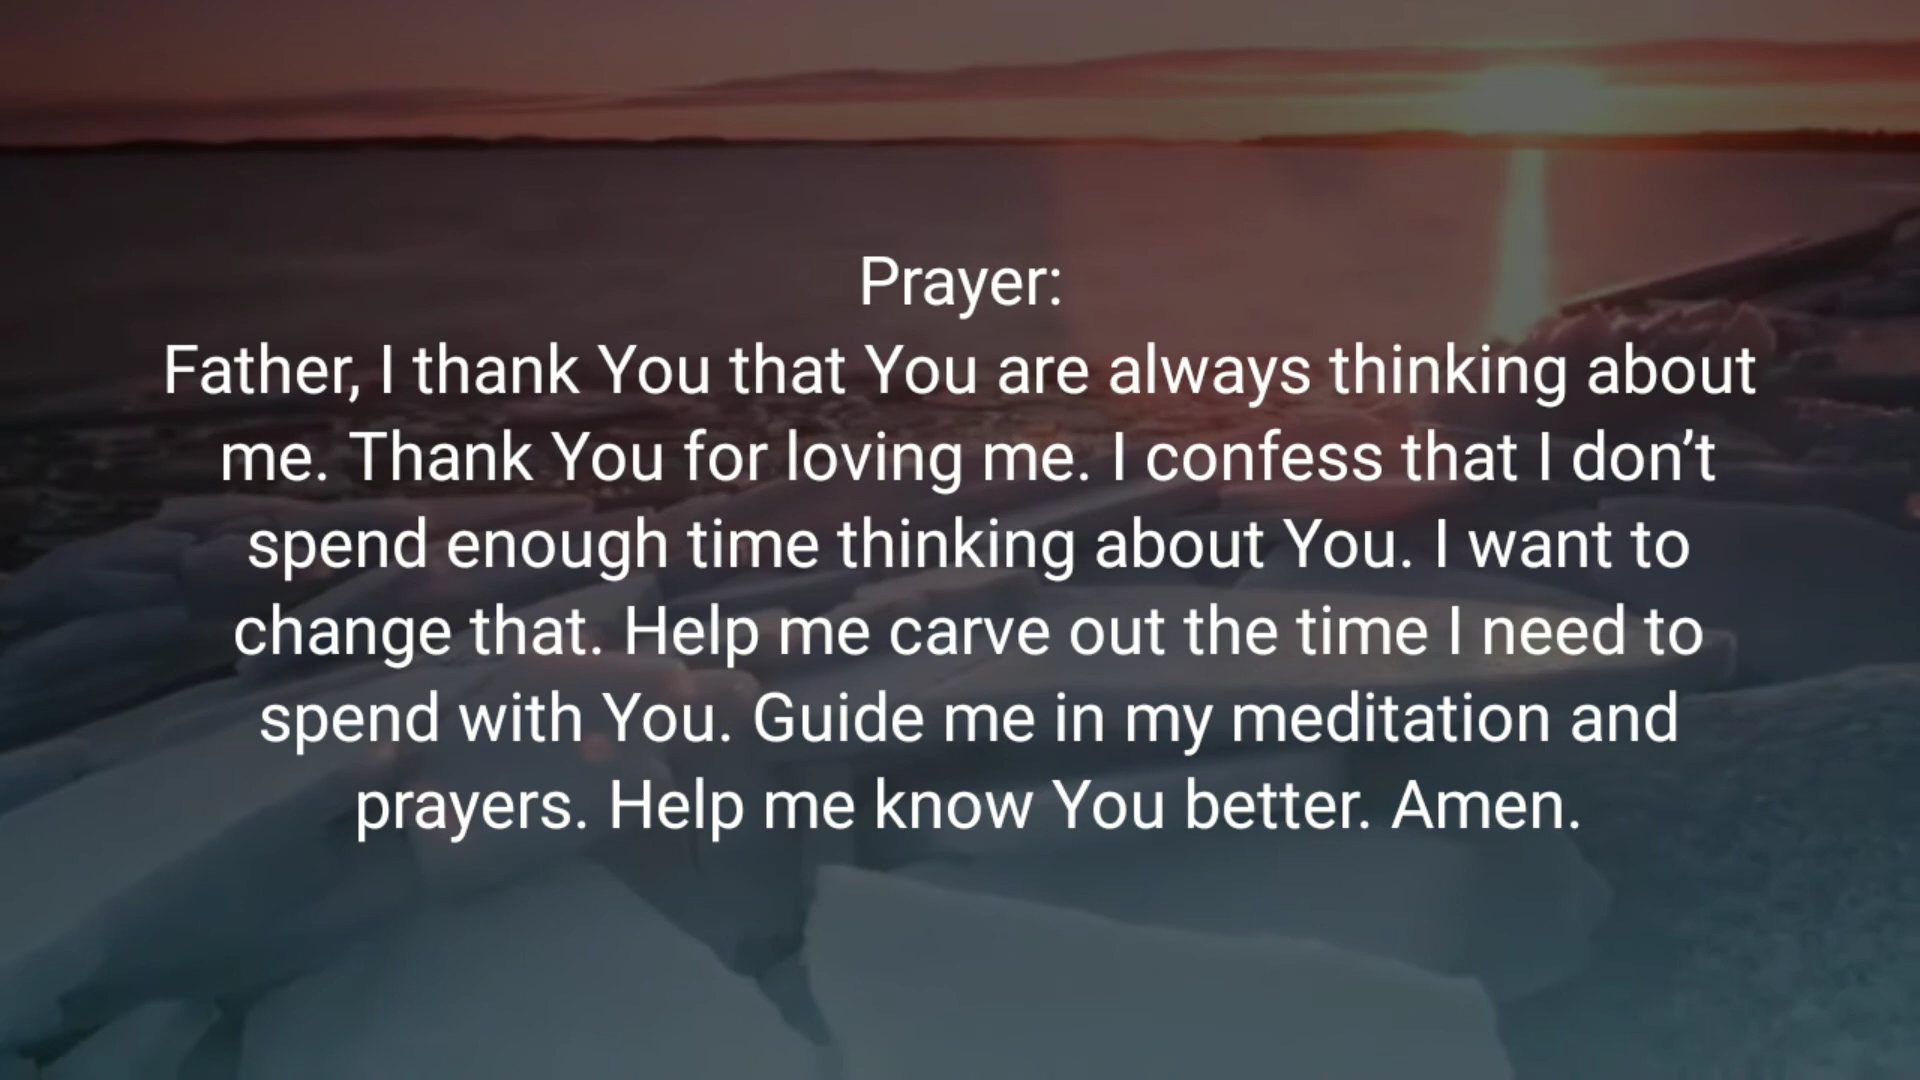 Prayer:
Father, I thank You that You are always thinking about
me. Thank You for loving me. I confess that I don’t
spend enough time thinking about You. I want to
change that. Help me carve out the time I need to
spend with You. Guide me in my meditation and
prayers. Help me know You better. Amen.